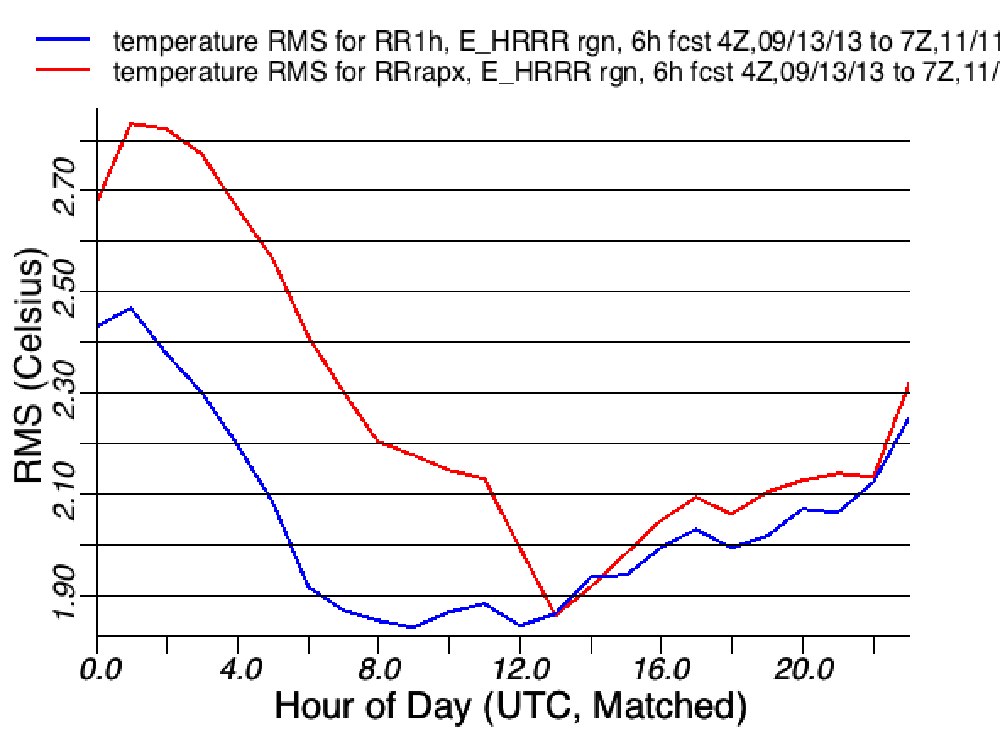 temperature RMS for RR1h, E_HRRR rgn, 6h fcst 4Z,09/13/13 to 7Z,11/11
temperature RMS for RRrapx, E_HRRR rgn, 6h fcst 4Z,09/13/13 to 7Z,11/
2.70
2.50
2.30
2.10
1.90
RMS (Celsius)
0.0 4.0 8.0 12.0 16.0 20.0
Hour of Day (UTC, Matched)